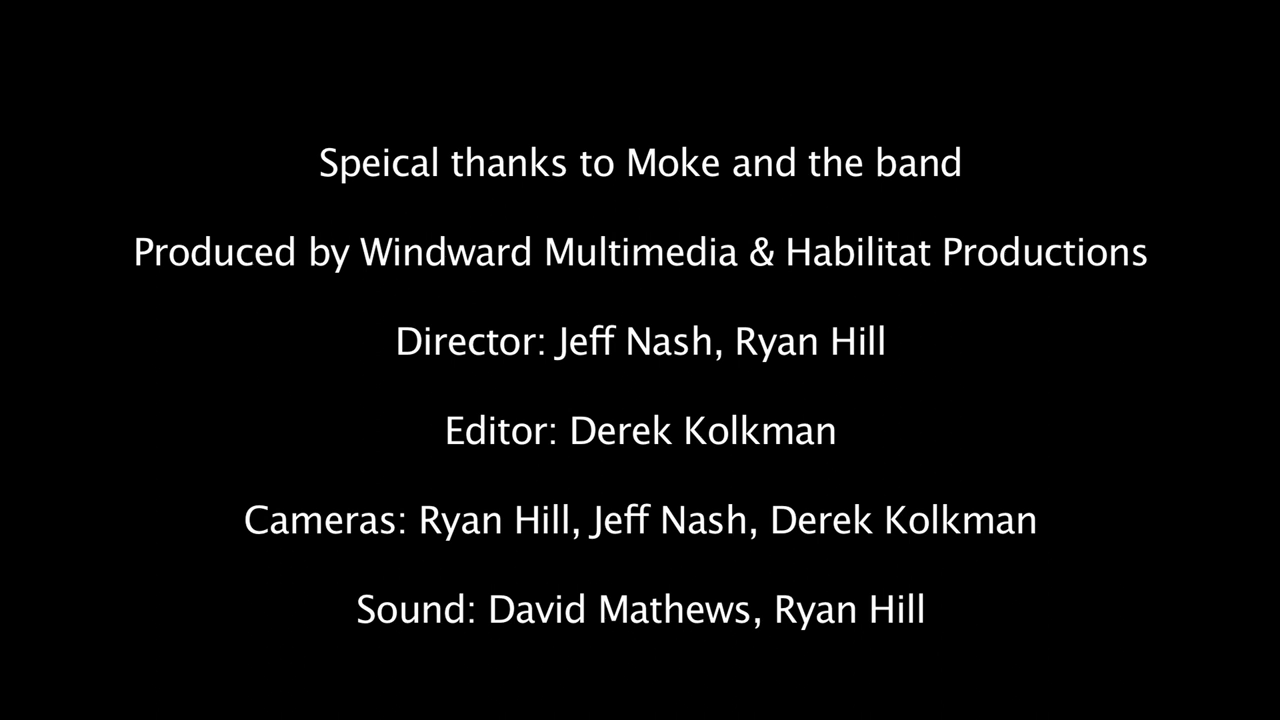 Speical thanks to Moke and the band
Produced by Windward Multimedia & Habilitat Productions
Director: Jeff Nash, Ryan Hill
Editor: Derek Kolkman
Cameras: Ryan Hill, Jeff Nash, Derek Kolkman
Sound: David Mathews, Ryan Hill